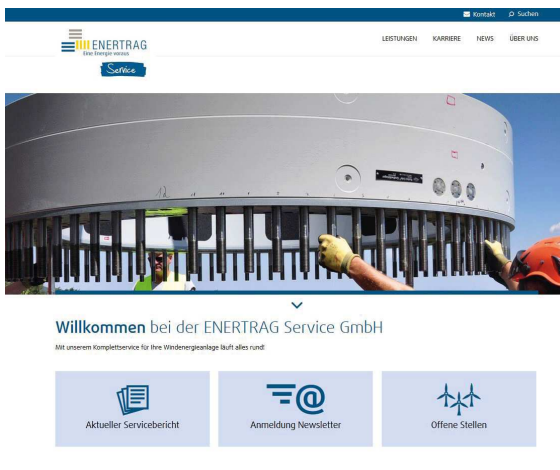 Kontakt
Suchen
ENERTRAG
Eine Energie voraus
Service
LEISTUNGEN
KARRIERE
NEWS
ÜBER UNS
Willkommen bei der ENERTRAG Service GmbH
Mit unserem Komplettservice für Ihre Windenergieanlage läuft alles rund!
Aktueller Servicebericht
Anmeldung Newsletter
Offene Stellen